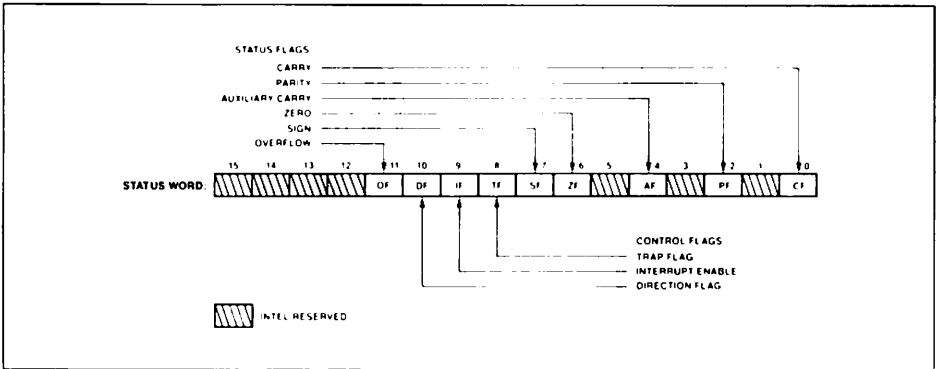 STATUS FLAGS
CARRY
PARITY
AUXILIARY CARRY
ZERO
SIGN
OVERFLOW
15 14 13 12 11 10 9 8 7 6 5 4 3 2 1 0
STATUS WORD: OF DF IF TF SF ZF AF PF CF
CONTROL FLAGS
TRAP FLAG
INTERRUPT ENABLE
DIRECTION FLAG
INTEL RESERVED